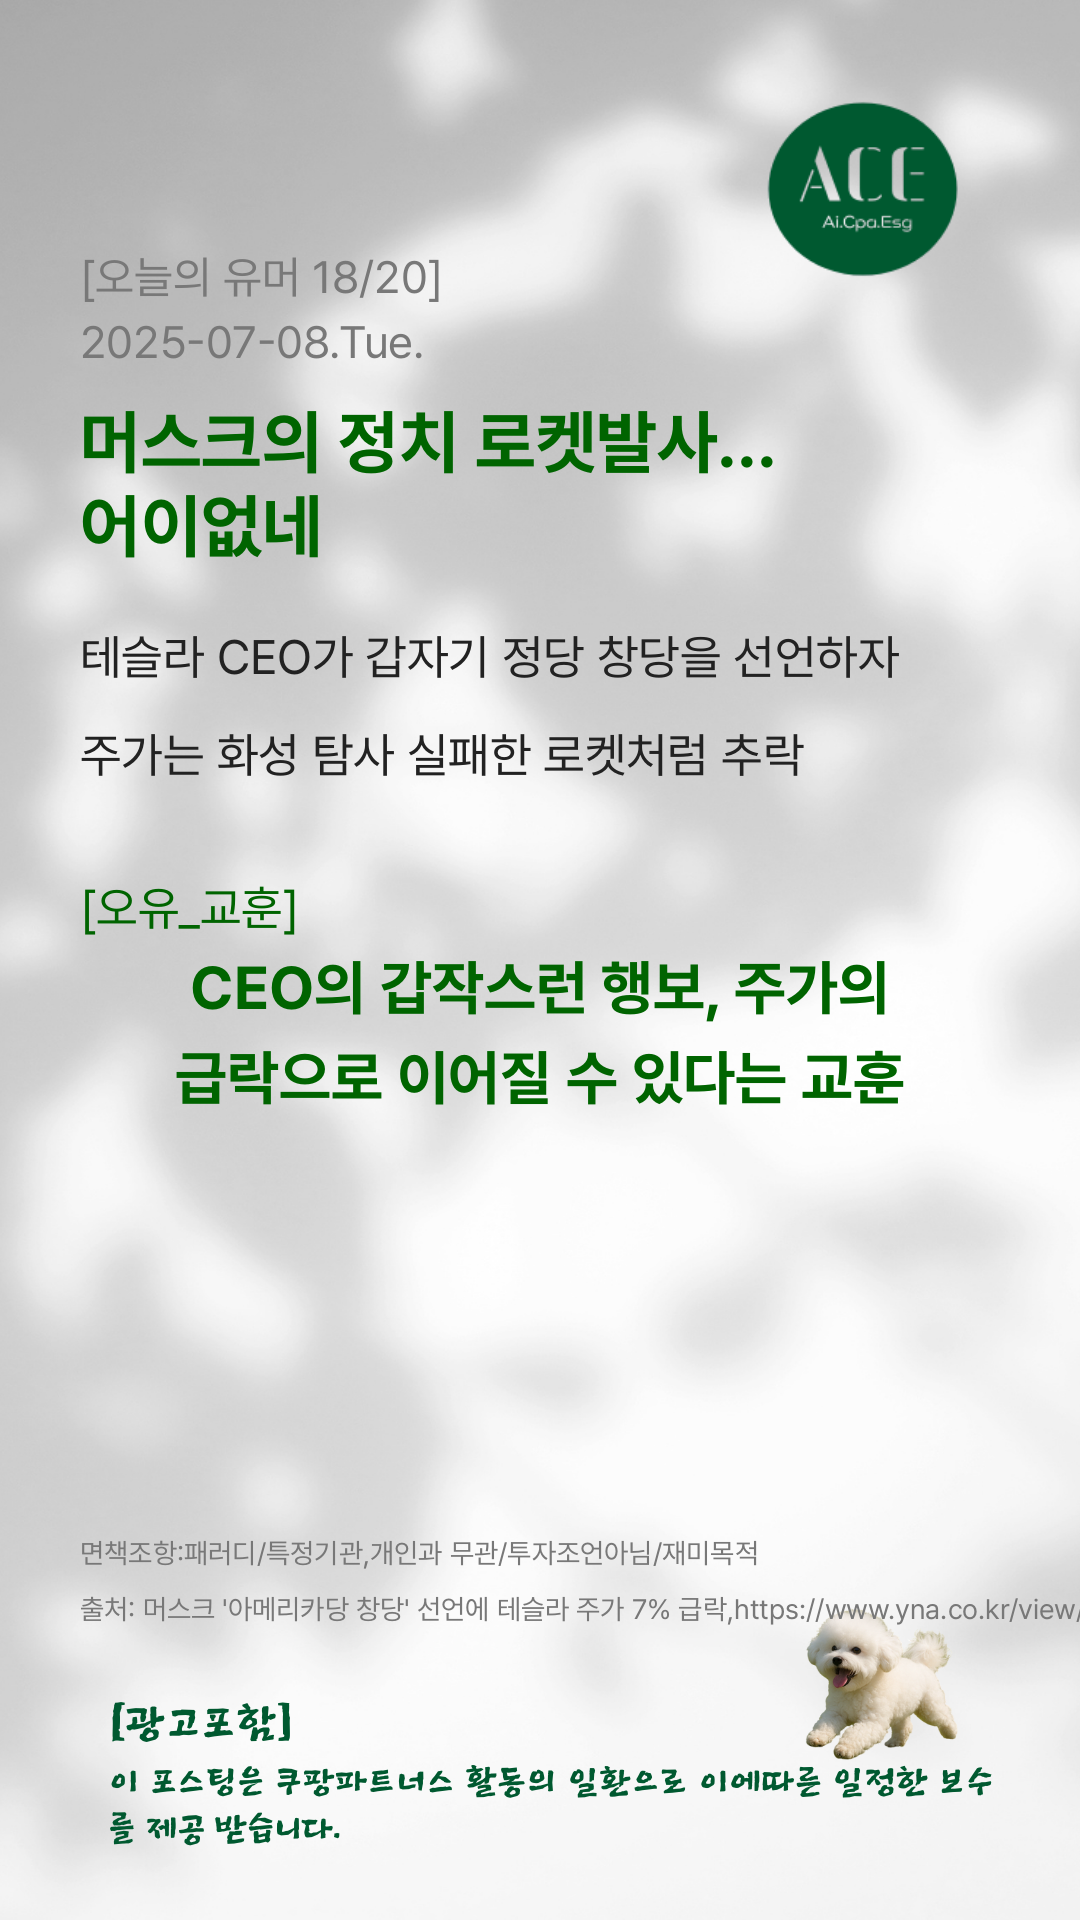 ACE
Ai.Cpa.Esg
[오늘의 유머 18/20]
2025-07-08.Tue.
머스크의 정치 로켓발사...
어이없네
테슬라 CEO가 갑자기 정당 창당을 선언하자
주가는 화성 탐사 실패한 로켓처럼 추락
[오유_교훈]
CEO의 갑작스런 행보, 주가의
급락으로 이어질 수 있다는 교훈
면책조항:패러디/특정기관,개인과 무관/투자조언아님/재미목적
출처: 머스크 '아메리카당 창당' 선언에 테슬라 주가 7% 급락,https://www.yna.co.kr/view/
[광고포함]
이 포스팅은 쿠팡파트너스 활동의 일환으로 이에따른 일정한 보수
를 제공 받습니다.